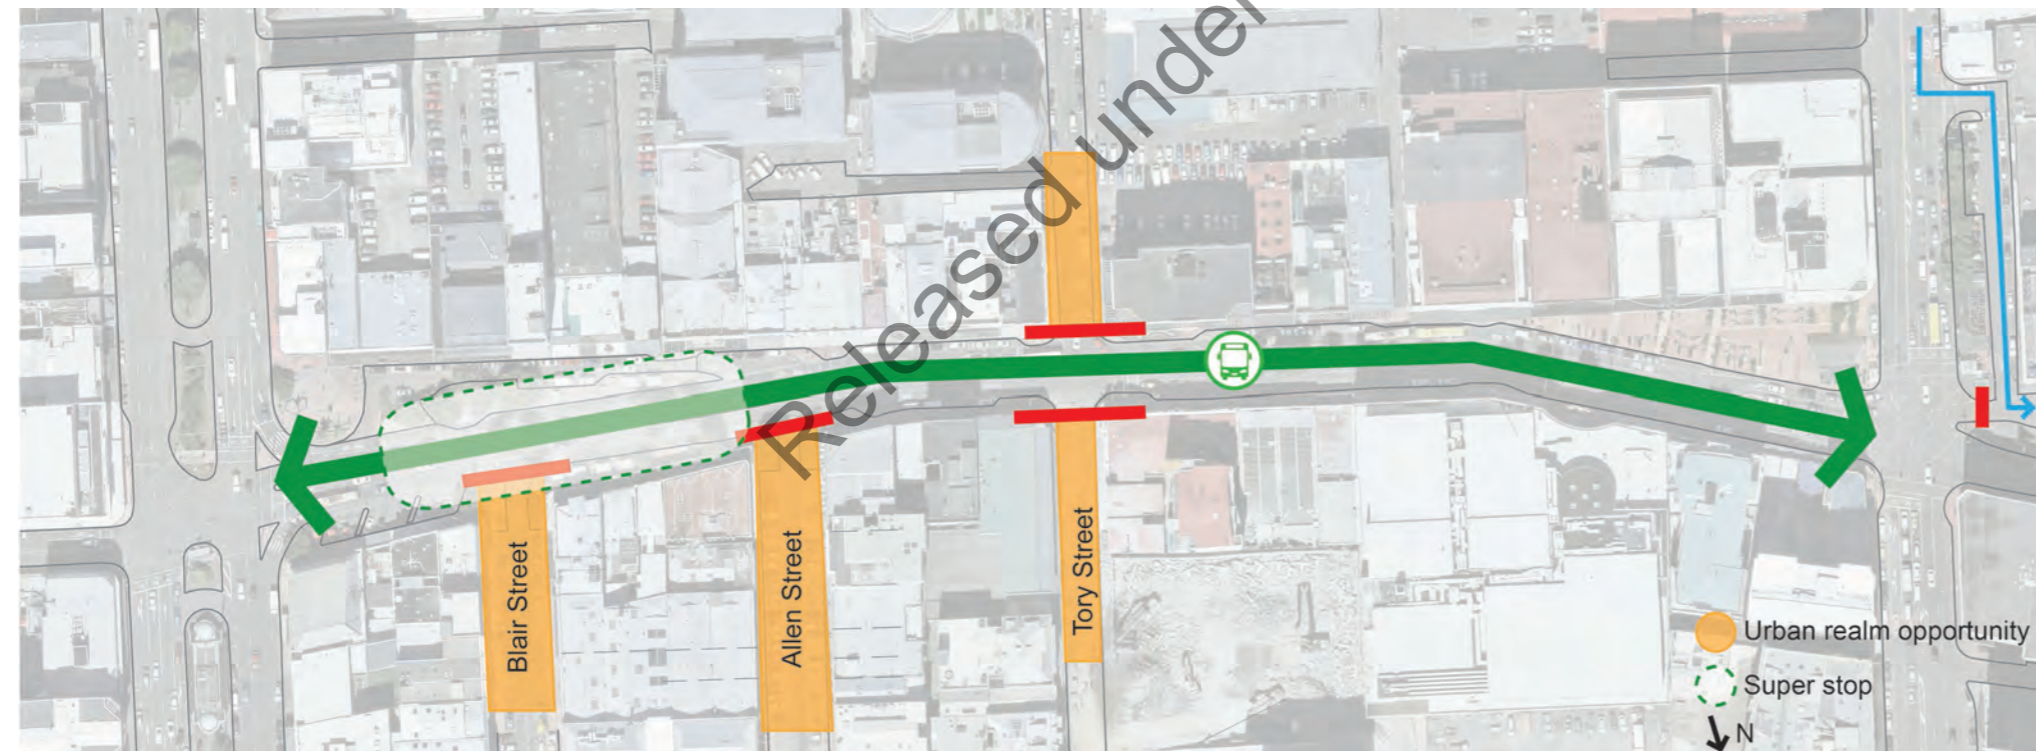 Released under
Blair Street
Allen Street
Tory Street
Urban realm opportunity
Super stop
N